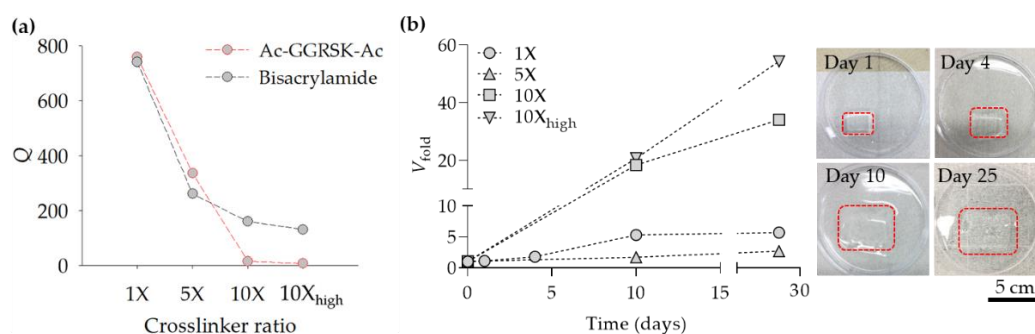 (a)
800
600
400
200
0
Q
1X 5X 10X 10Xhigh
Crosslinker ratio
Ac-GGRSK-Ac
Bisacrylamide
(b)
60
40
20
10
5
0
Vfold
0 5 10 15 30
Time (days)
1X
5X
10X
10Xhigh
Day 1
Day 4
Day 10
Day 25
5 cm